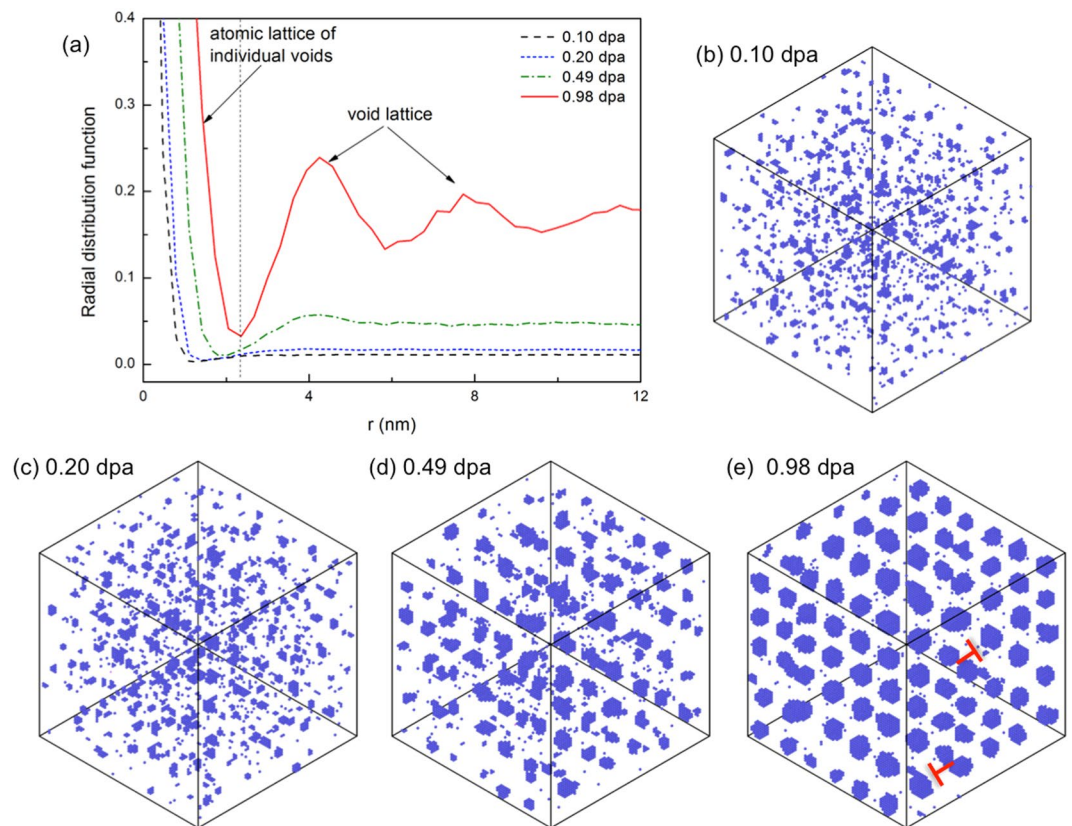 (a)
atomic lattice of
individual voids
void lattice
0.10 dpa
0.20 dpa
0.49 dpa
0.98 dpa
Radial distribution function
0.4
0.3
0.2
0.1
0.0
0 4 8 12
r (nm)
(b) 0.10 dpa
(c) 0.20 dpa
(d) 0.49 dpa
(e) 0.98 dpa